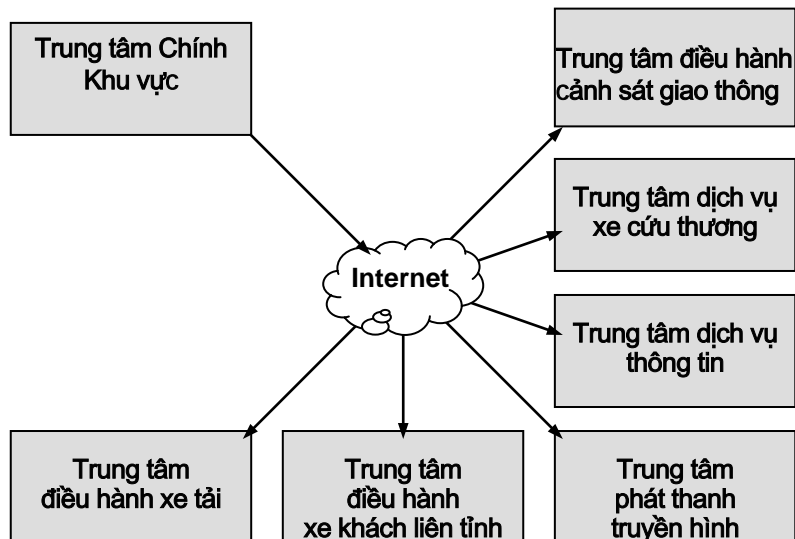 Trung tâm Chính
Khu vực
Trung tâm điều hành
cảnh sát giao thông
Trung tâm dịch vụ
xe cứu thương
Internet
Trung tâm dịch vụ
thông tin
Trung tâm
điều hành xe tải
Trung tâm
điều hành
xe khách liên tỉnh
Trung tâm
phát thanh
truyền hình